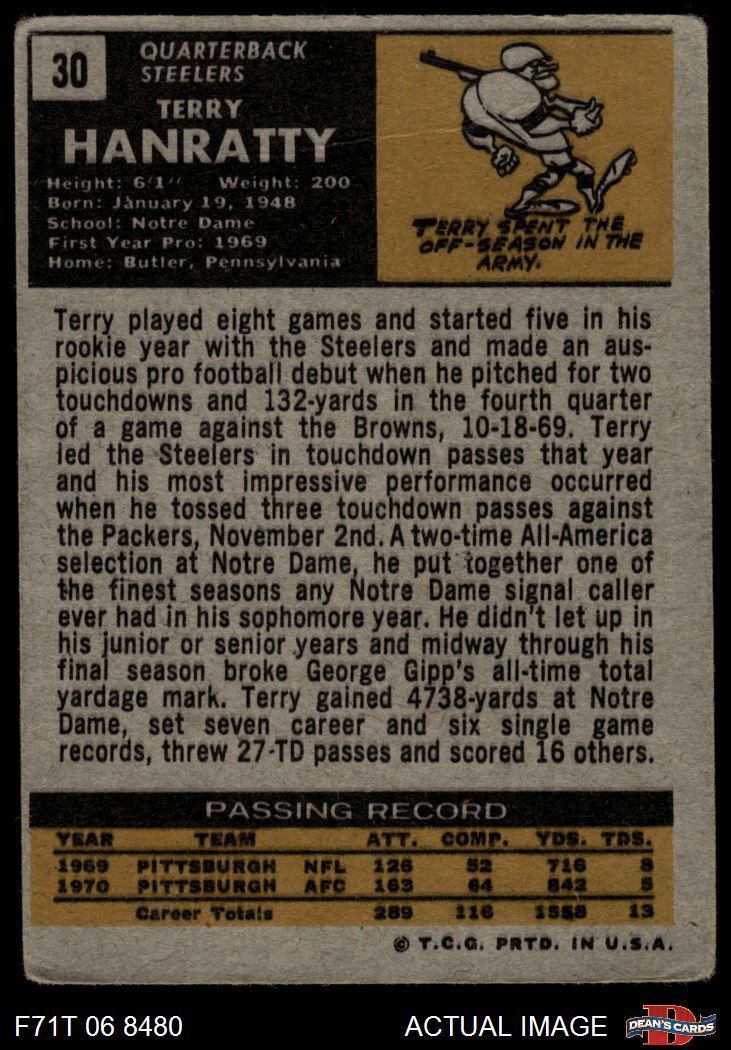 30
QUARTERBACK
STEELERS
TERRY
HANRATTY
Height: 6'1" Weight: 200
Born: January 19, 1948
School: Notre Dame
First Year Pro: 1969
Home: Butler, Pennsylvania
TERRY SPENT THE
OFF-SEASON IN THE
ARMY.
Terry played eight games and started five in his
rookie year with the Steelers and made an aus-
picious pro football debut when he pitched for two
touchdowns and 132-yards in the fourth quarter
of a game against the Browns, 10-18-69. Terry
led the Steelers in touchdown passes that year
and his most impressive performance occurred
when he tossed three touchdown passes against
the Packers, November 2nd. A two-time All-America
selection at Notre Dame, he put together one of
the finest seasons any Notre Dame signal caller
ever had in his sophomore year. He didn't let up in
his junior or senior years and midway through his
final season broke George Gipp's all-time total
yardage mark. Terry gained 4738-yards at Notre
Dame, set seven career and six single game
records, threw 27-TD passes and scored 16 others.
PASSING RECORD
YEAR TEAM ATT. COMP. YDS. TDS.
1969 PITTSBURGH NFL 126 52 716 8
1970 PITTSBURGH AFC 163 64 842 5
Career Totals 289 116 1558 13
© T.C.G. PRTD. IN U.S.A.
F71T 06 8480 ACTUAL IMAGE DEAN'S CARDS